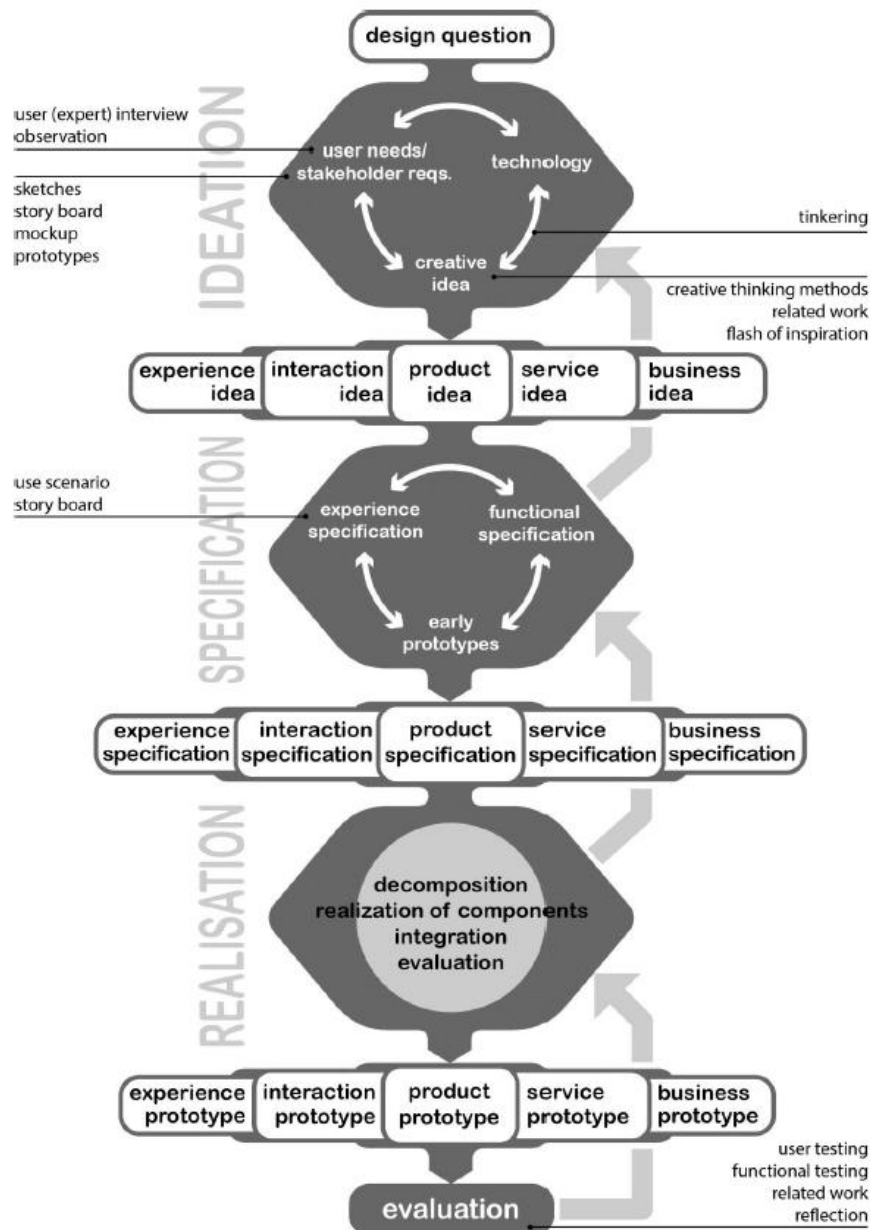 design question
IDEATION
user (expert) interview
observation
user needs/
stakeholder reqs.
technology
sketches
story board
mockup
prototypes
tinkering
creative
idea
creative thinking methods
related work
flash of inspiration
experience
idea
interaction
idea
product
idea
service
idea
business
idea
SPECIFICATION
use scenario
story board
experience
specification
functional
specification
early
prototypes
experience
specification
interaction
specification
product
specification
service
specification
business
specification
REALISATION
decomposition
realization of components
integration
evaluation
experience
prototype
interaction
prototype
product
prototype
service
prototype
business
prototype
user testing
functional testing
related work
reflection
evaluation